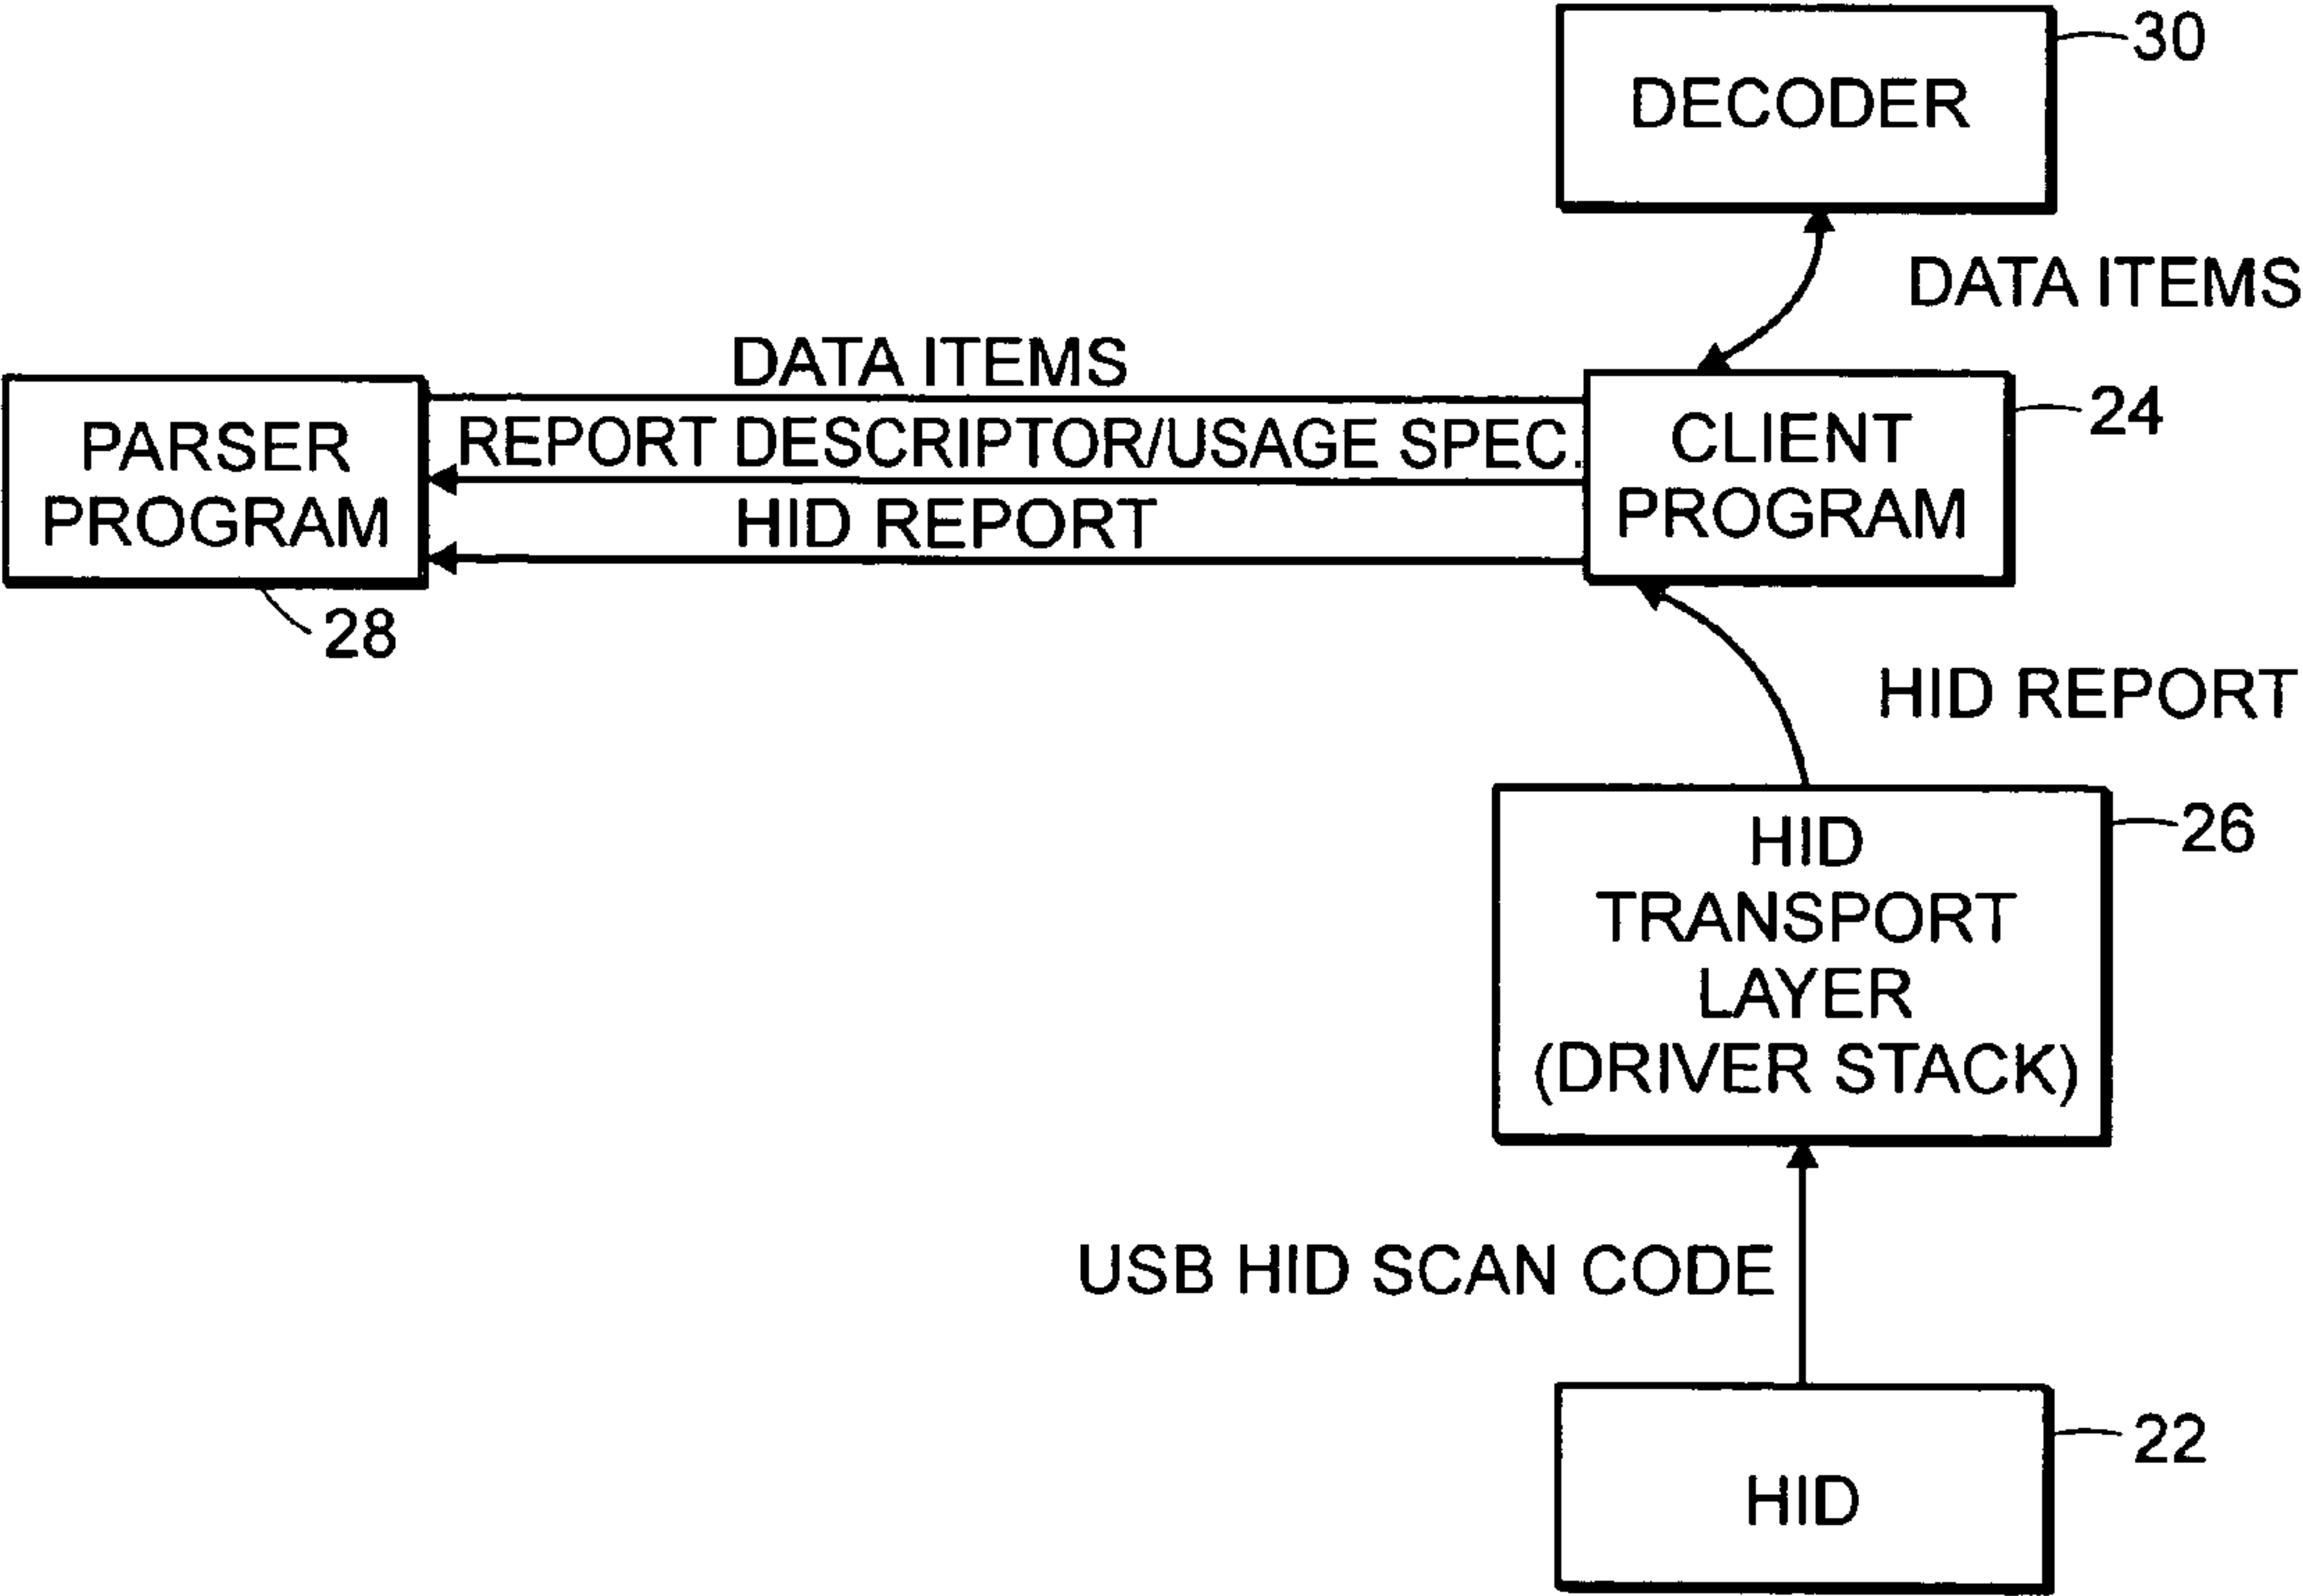 30
DECODER
DATA ITEMS
DATA ITEMS
24
PARSER
PROGRAM
REPORT DESCRIPTOR/USAGE SPEC.
CLIENT
PROGRAM
HID REPORT
28
HID REPORT
26
HID
TRANSPORT
LAYER
(DRIVER STACK)
USB HID SCAN CODE
22
HID